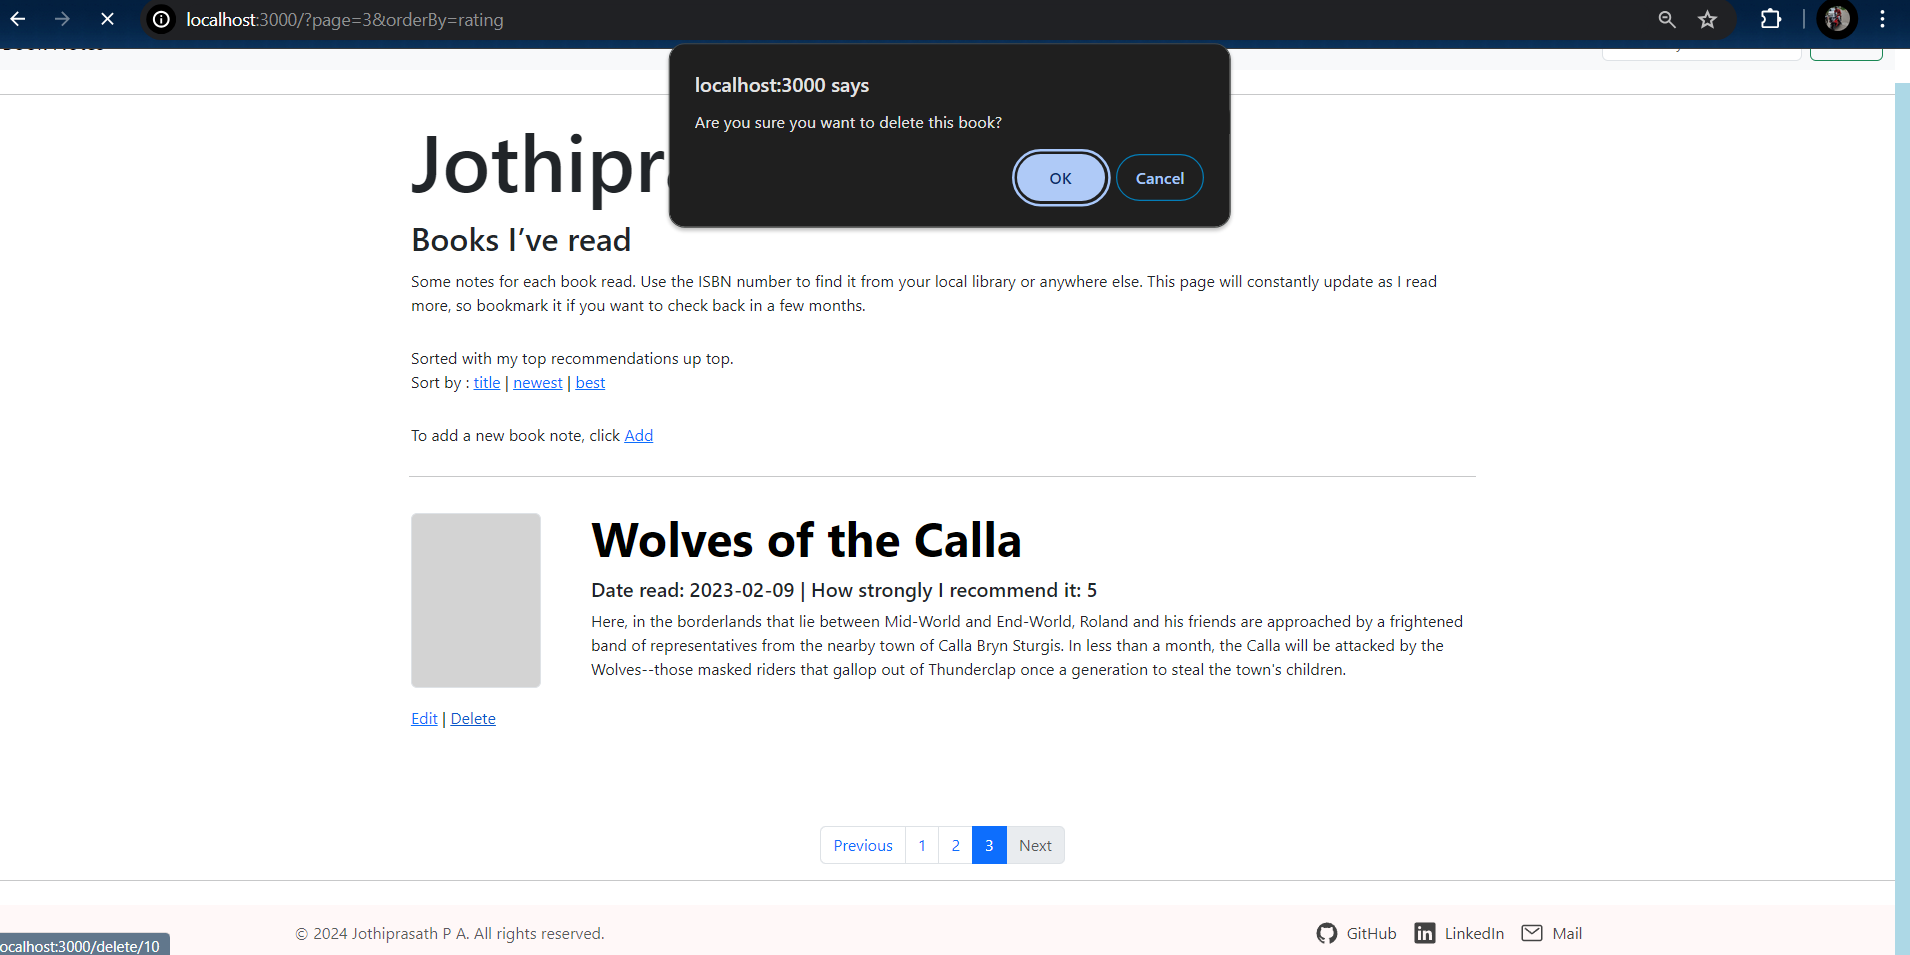 localhost:3000/?page=3&orderBy=rating
localhost:3000 says
Are you sure you want to delete this book?
OK
Cancel
Books I’ve read
Some notes for each book read. Use the ISBN number to find it from your local library or anywhere else. This page will constantly update as I read
more, so bookmark it if you want to check back in a few months.
Sorted with my top recommendations up top.
Sort by : title | newest | best
To add a new book note, click Add
Wolves of the Calla
Date read: 2023-02-09 | How strongly I recommend it: 5
Here, in the borderlands that lie between Mid-World and End-World, Roland and his friends are approached by a frightened
band of representatives from the nearby town of Calla Bryn Sturgis. In less than a month, the Calla will be attacked by the
Wolves--those masked riders that gallop out of Thunderclap once a generation to steal the town's children.
Edit | Delete
Previous 1 2 3 Next
© 2024 Jothiprasath P A. All rights reserved.
GitHub
LinkedIn
Mail
ocalhost:3000/delete/10